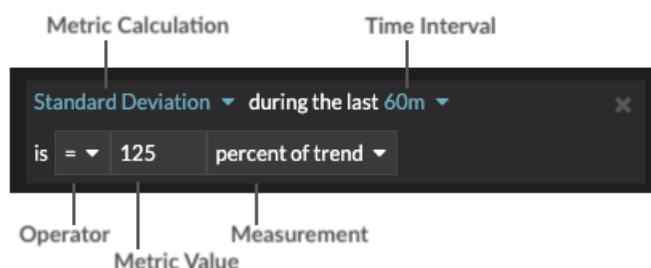 Metric Calculation Time Interval
Standard Deviation during the last 60m
is = 125 percent of trend
Operator Measurement
Metric Value